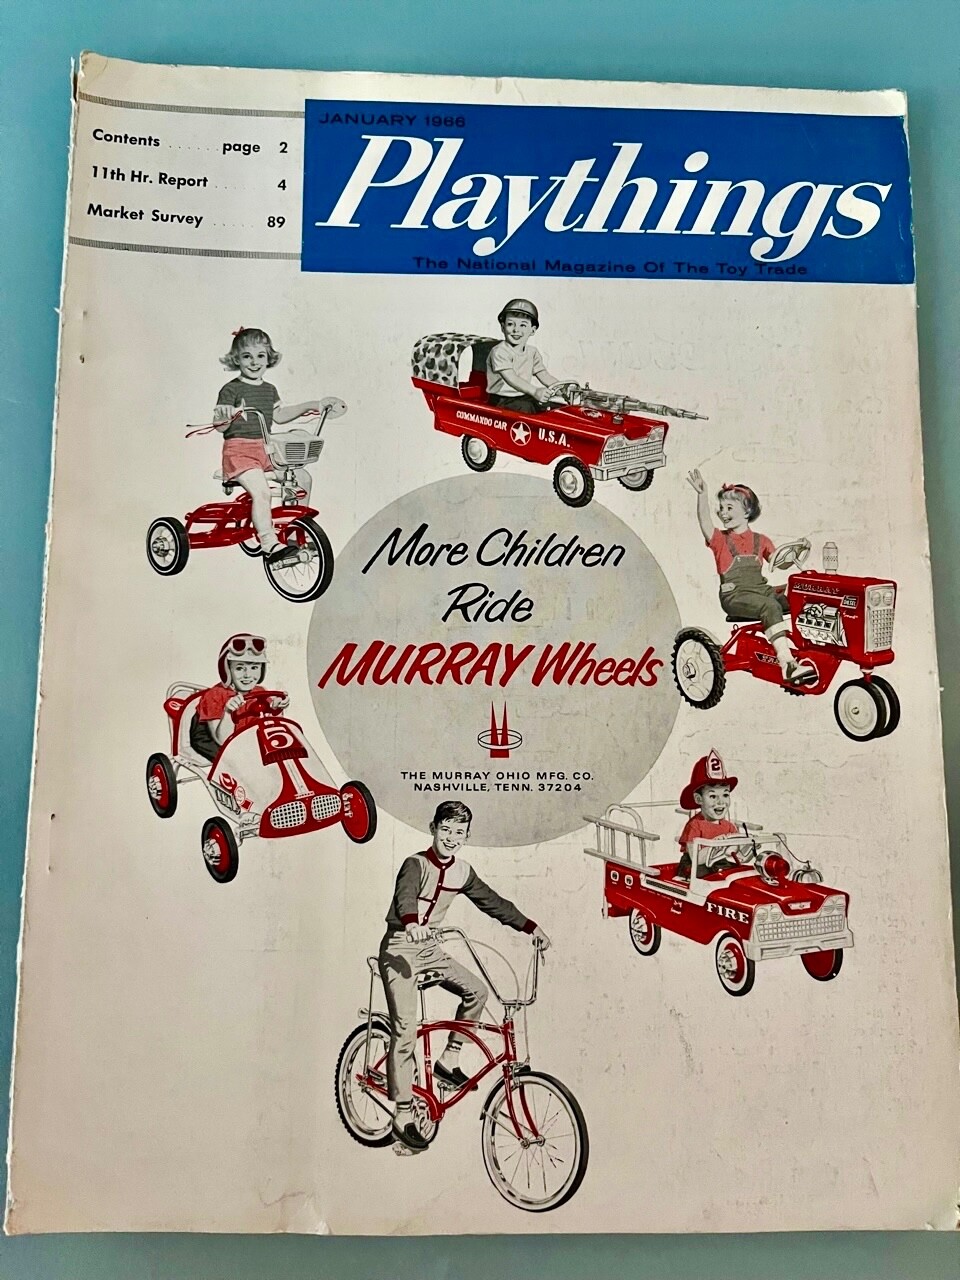 Contents ...... page 2
11th Hr. Report ..... 4
Market Survey ..... 89
JANUARY 1966
Playthings
The National Magazine Of The Toy Trade
COMMANDO CAR U.S.A.
More Children
Ride
MURRAY Wheels
THE MURRAY OHIO MFG. CO.
NASHVILLE, TENN. 37204
MURRAY
DIESEL
5
2
FIRE